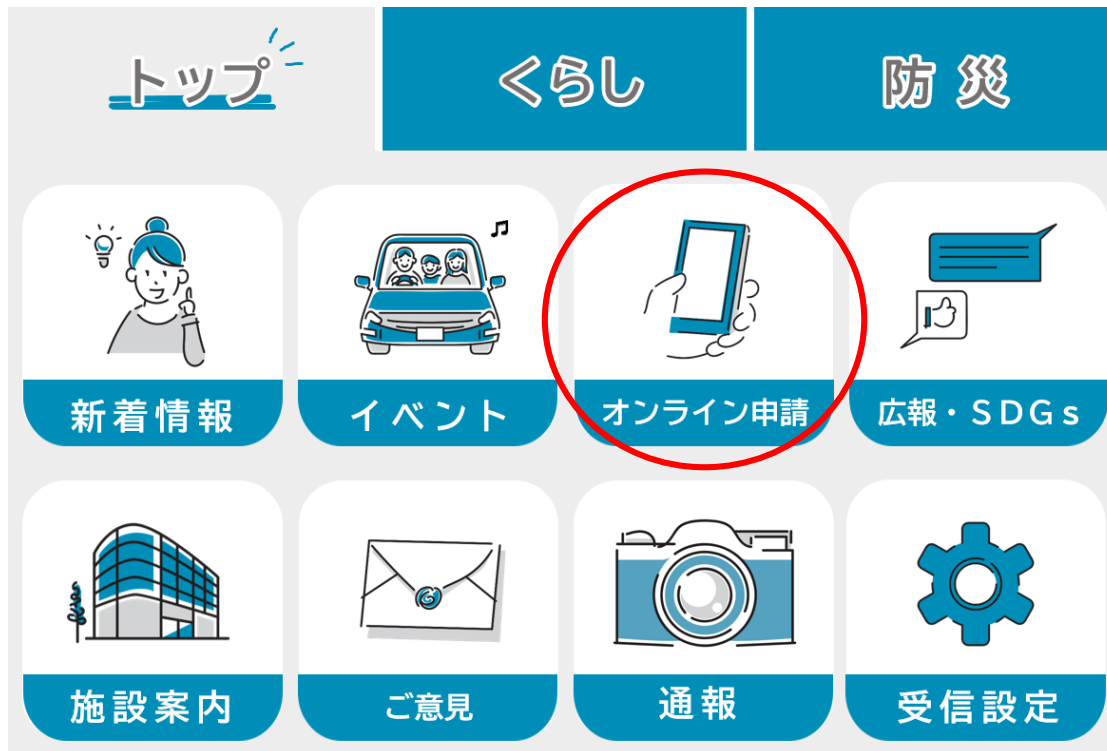 トップ くらし 防災
新着情報 イベント オンライン申請 広報・SDGs
施設案内 ご意見 通報 受信設定